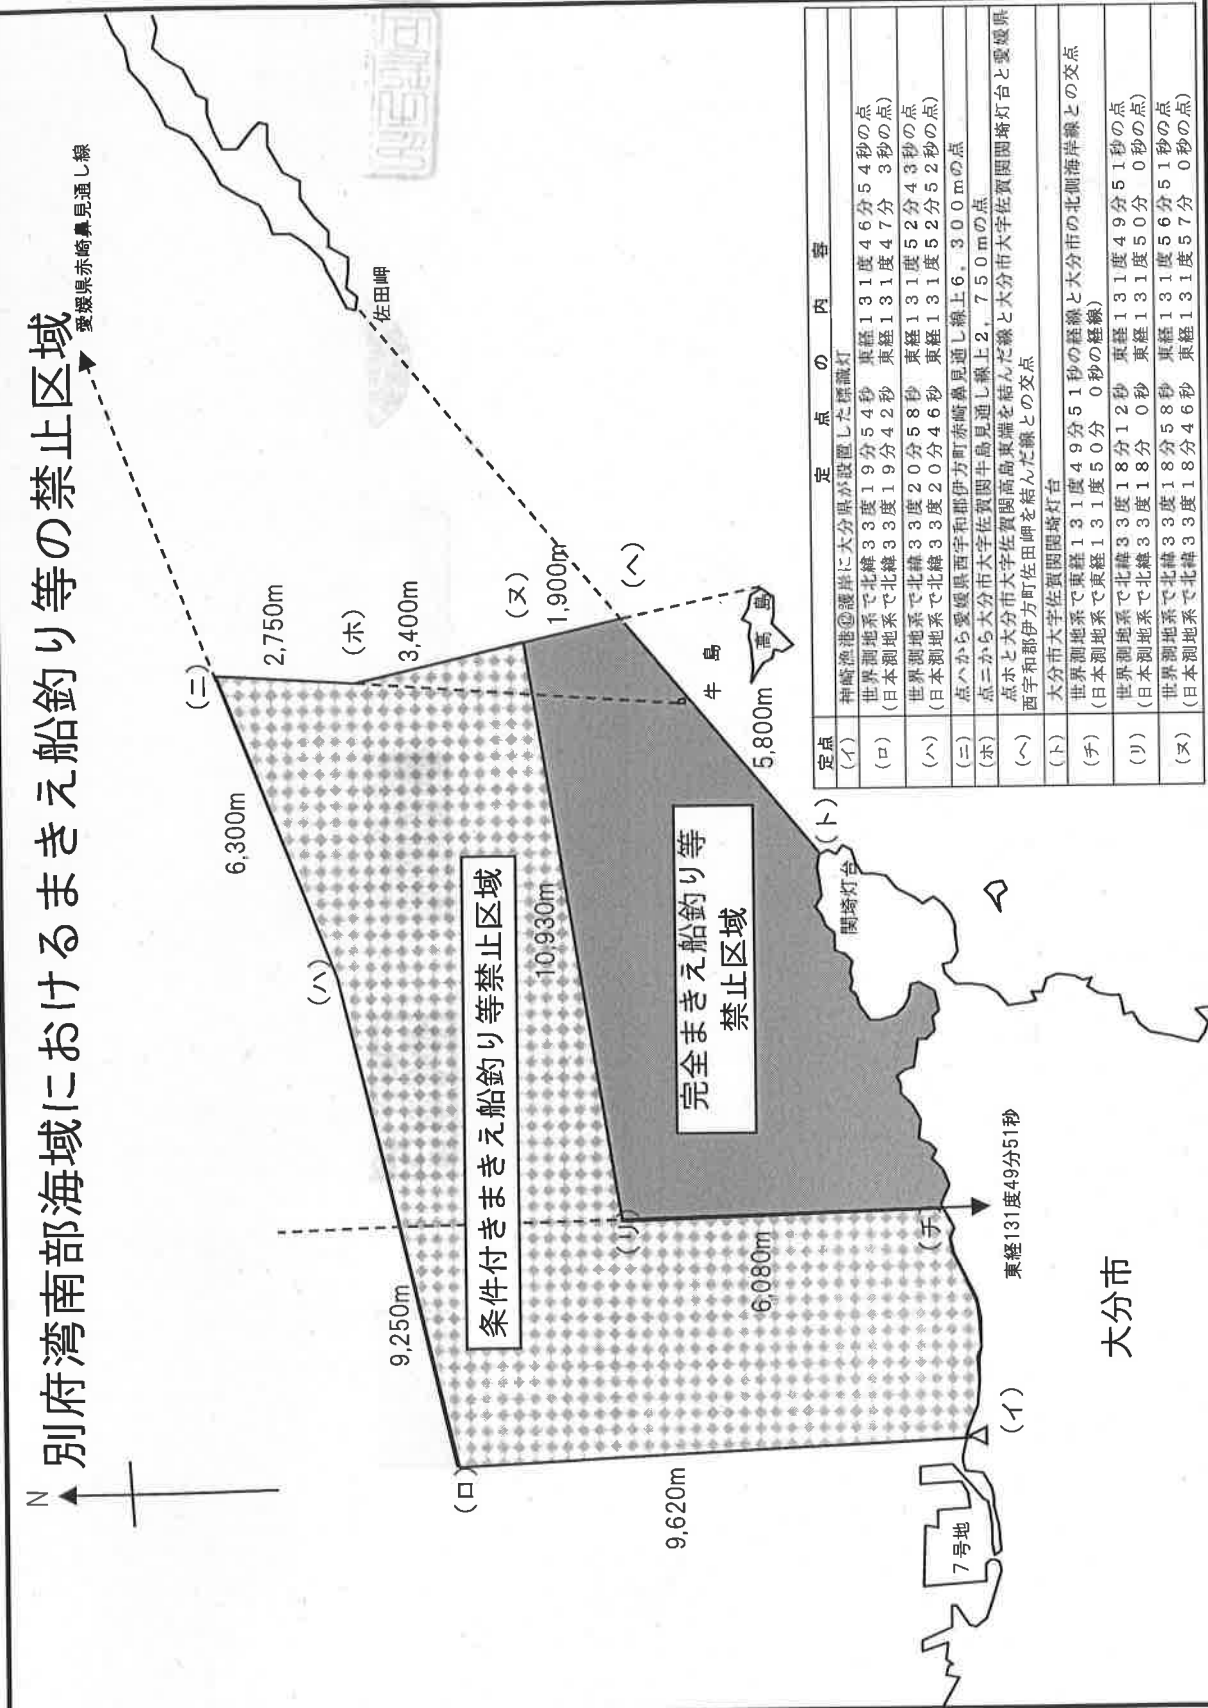 別府湾南部海域におけるまきえ船釣り等の禁止区域
N
愛媛県赤崎鼻見通し線
佐田岬
(ニ)
2,750m
(ホ)
3,400m
(ヌ)
1,900m
(ヘ)
6,300m
(ハ)
牛島
高島
5,800m
条件付きまきえ船釣り等禁止区域
10,930m
完全まきえ船釣り等
禁止区域
(ト)
関埼灯台
9,250m
(ロ)
(リ)
6,080m
(チ)
東経131度49分51秒
9,620m
(イ)
7号地
大分市
定点 定点の内容
(イ) 神崎漁港⑫護岸に大分県が設置した標識灯
(ロ) 世界測地系で北緯33度19分54秒 東経131度46分54秒の点
(日本測地系で北緯33度19分42秒 東経131度47分 3秒の点)
(ハ) 世界測地系で北緯33度20分58秒 東経131度52分43秒の点
(日本測地系で北緯33度20分46秒 東経131度52分52秒の点)
(ニ) 点ハから愛媛県西宇和郡伊方町赤崎鼻見通し線上6,300mの点
(ホ) 点ニから大分市大字佐賀関牛島見通し線上2,750mの点
(ヘ) 点ホと大分市大字佐賀関高島東端を結んだ線と大分市大字佐賀関関埼灯台と愛媛県
西宇和郡伊方町佐田岬を結んだ線との交点
(ト) 大分市大字佐賀関関埼灯台
(チ) 世界測地系で東経131度49分51秒の経線と大分市の北側海岸線との交点
(日本測地系で東経131度50分 0秒の経線)
(リ) 世界測地系で北緯33度18分12秒 東経131度49分51秒の点
(日本測地系で北緯33度18分 0秒 東経131度50分 0秒の点)
(ヌ) 世界測地系で北緯33度18分58秒 東経131度56分51秒の点
(日本測地系で北緯33度18分46秒 東経131度57分 0秒の点)